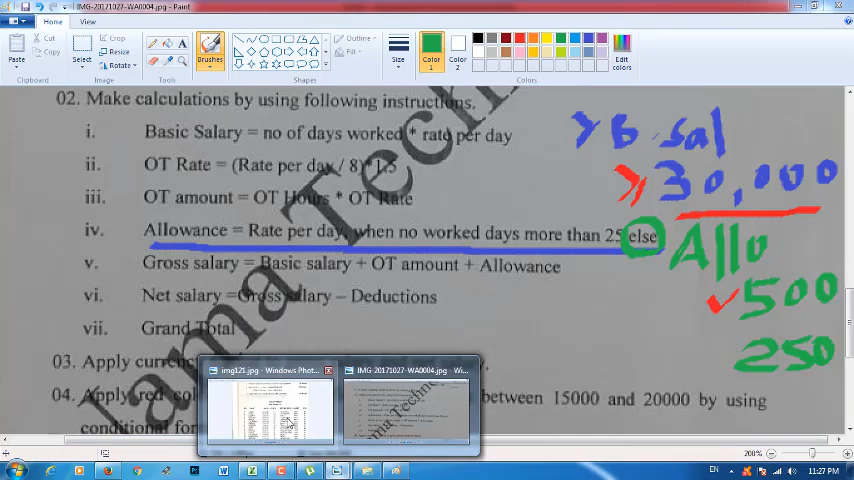 IMG-20171027-WA0004.jpg - Paint
Home View
Paste Cut Copy Select Crop Resize Rotate Brushes Outline Fill Size Color 1 Color 2 Edit colors
Clipboard Image Tools Shapes Colors
02. Make calculations by using following instructions.
i. Basic Salary = no of days worked * rate per day
ii. OT Rate = (Rate per day / 8)*1.5
iii. OT amount = OT Hours * OT Rate
iv. Allowance = Rate per day, when no worked days more than 25 else
v. Gross salary = Basic salary + OT amount + Allowance
vi. Net salary =Gross salary – Deductions
vii. Grand Total
> B.sal
> 30,000
Allo
500
250
lama Techn
03. Apply currency
04. Apply red col between 15000 and 20000 by using
conditional for
img121.jpg - Windows Phot... IMG-20171027-WA0004.jpg - Wi...
200%
EN 11:27 PM